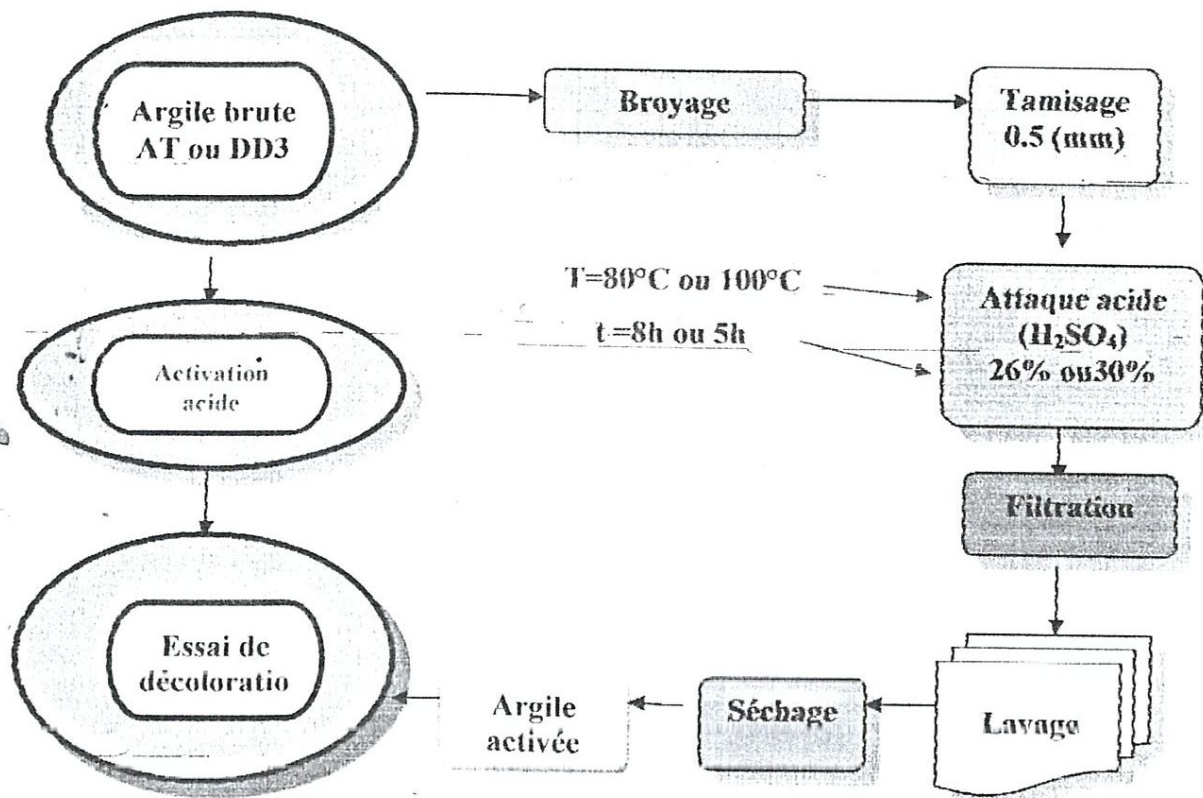 Argile brute
AT ou DD3
Broyage
Tamisage
0.5 (mm)
T=80°C ou 100°C
t=8h ou 5h
Attaque acide
(H₂SO₄)
26% ou30%
Activation
acide
Filtration
Essai de
décoloratio
Argile
activée
Séchage
Lavage